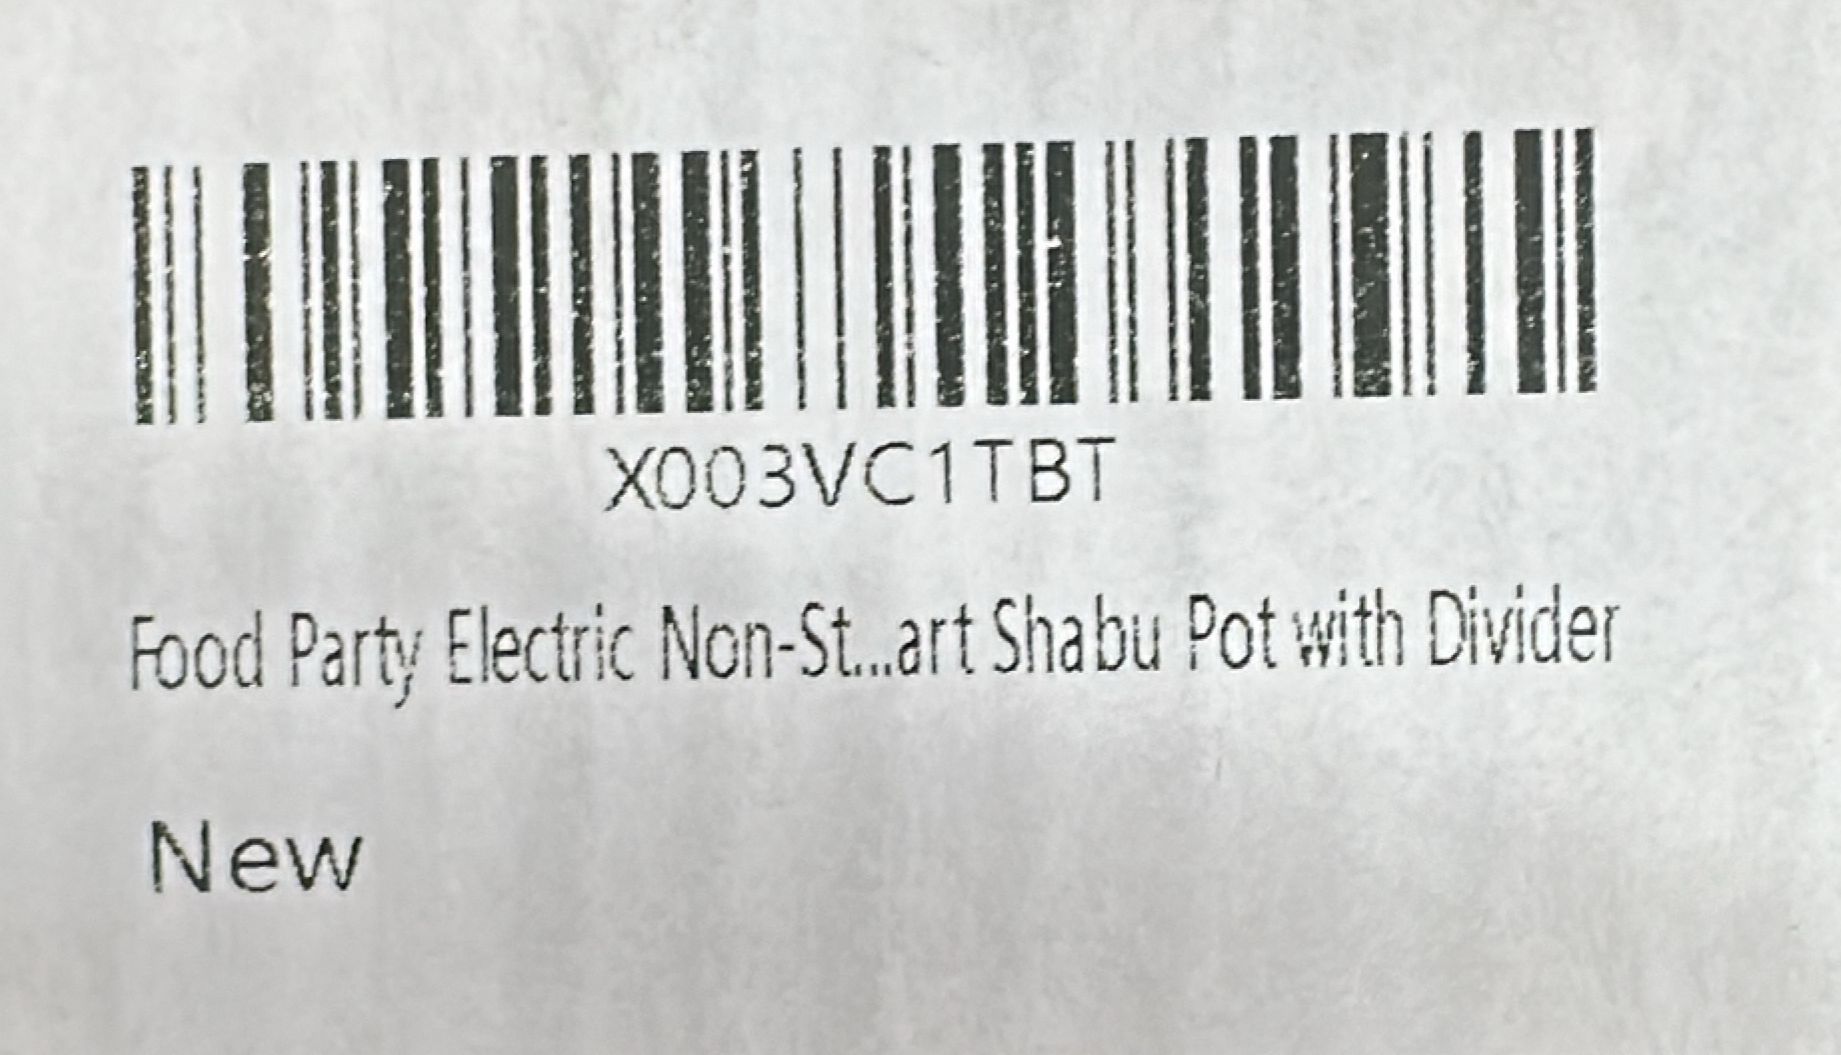 X003VC1TBT
Food Party Electric Non-St...art Shabu Pot with Divider
New